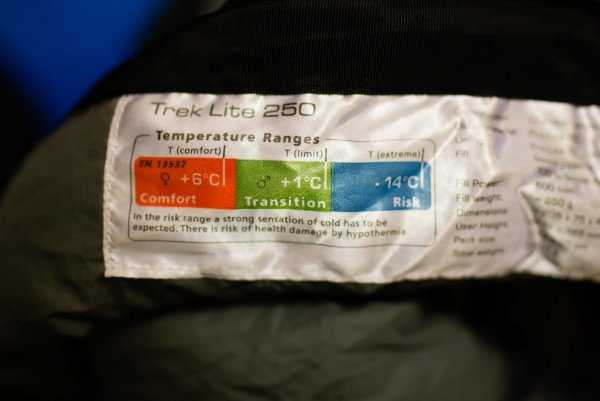 Trek Lite 250
Temperature Ranges
T (comfort) T (limit) T (extreme)
EN 13537
♀ +6°C ♂ +1°C -14°C
Comfort Transition Risk
In the risk range a strong sensation of cold has to be
expected. There is risk of health damage by hypothermia.
Fill
Fill Power:
Fill weight:
Dimensions:
User Height:
Pack size:
Total weight: